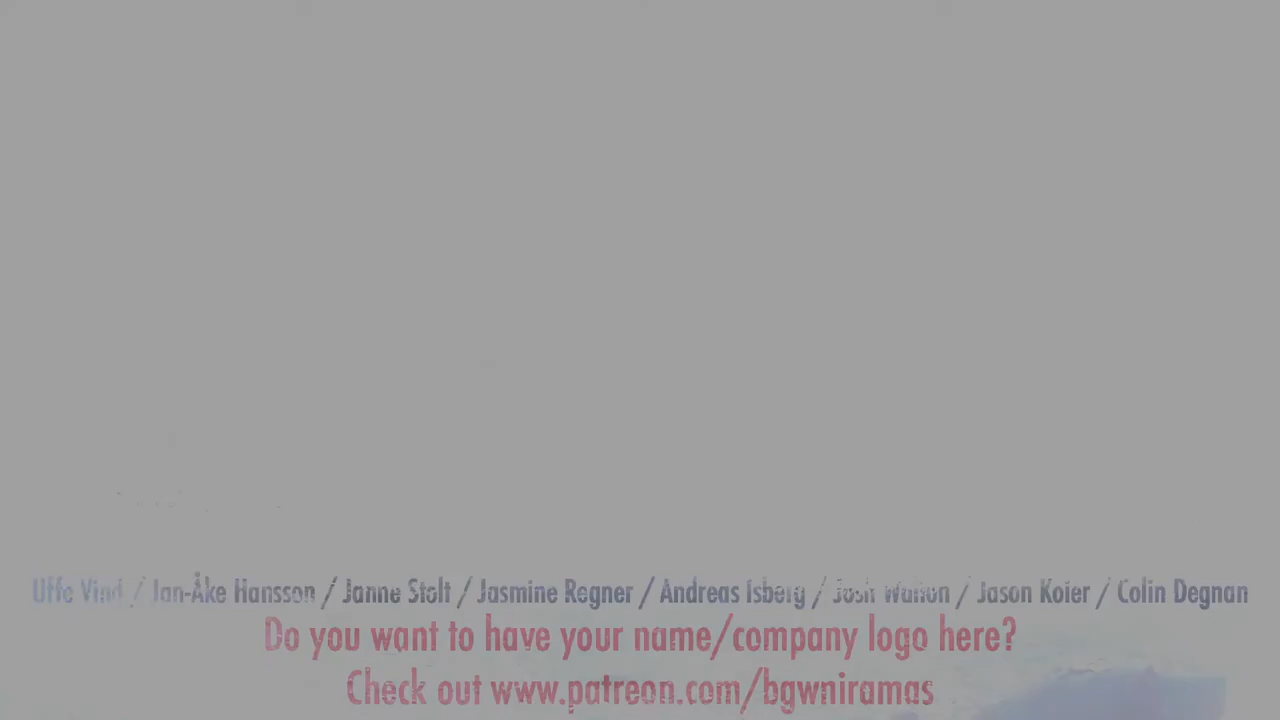 Uffe Vind / Jan-Åke Hansson / Janne Stolt / Jasmine Regner / Andreas Isberg / Josh / Jason Koier / Colin Degnan
Do you want to have your name/company logo here?
Check out www.patreon.com/bgwniramas